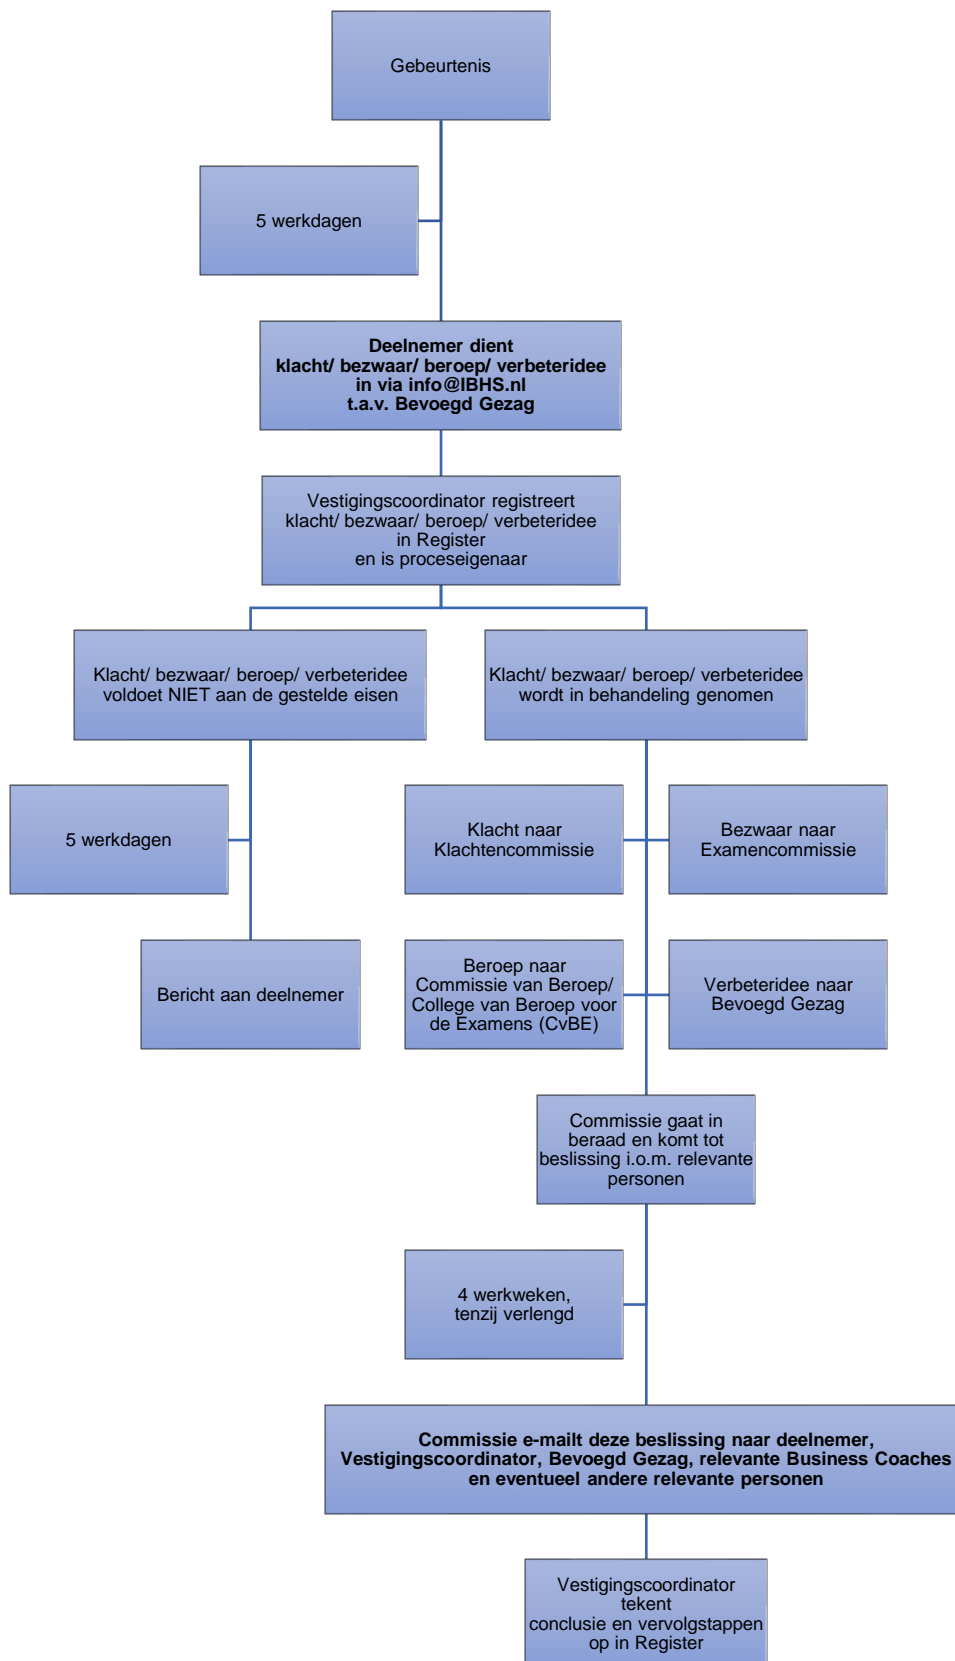 Gebeurtenis
5 werkdagen
Deelnemer dient
klacht/ bezwaar/ beroep/ verbeteridee
in via info@IBHS.nl
t.a.v. Bevoegd Gezag
Vestigingscoordinator registreert
klacht/ bezwaar/ beroep/ verbeteridee
in Register
en is proceseigenaar
Klacht/ bezwaar/ beroep/ verbeteridee
voldoet NIET aan de gestelde eisen
Klacht/ bezwaar/ beroep/ verbeteridee
wordt in behandeling genomen
5 werkdagen
Klacht naar
Klachtencommissie
Bezwaar naar
Examencommissie
Bericht aan deelnemer
Beroep naar
Commissie van Beroep/
College van Beroep voor
de Examens (CvBE)
Verbeteridee naar
Bevoegd Gezag
Commissie gaat in
beraad en komt tot
beslissing i.o.m. relevante
personen
4 werkweken,
tenzij verlengd
Commissie e-mailt deze beslissing naar deelnemer,
Vestigingscoordinator, Bevoegd Gezag, relevante Business Coaches
en eventueel andere relevante personen
Vestigingscoordinator
tekent
conclusie en vervolgstappen
op in Register